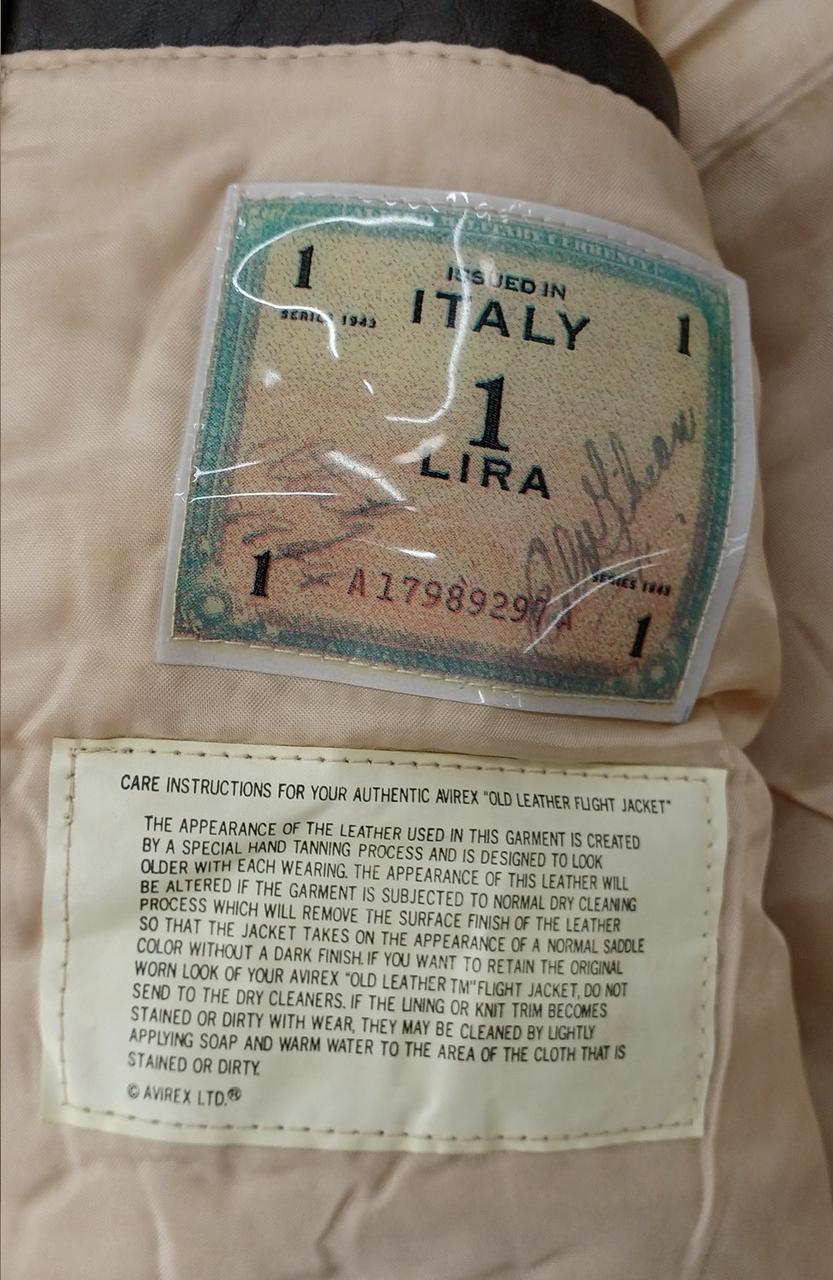 1
ISSUED IN
ITALY
1
SERIES 1943
1
LIRA
1
A17989297A
SERIES 1943
1
CARE INSTRUCTIONS FOR YOUR AUTHENTIC AVIREX "OLD LEATHER FLIGHT JACKET"
THE APPEARANCE OF THE LEATHER USED IN THIS GARMENT IS CREATED
BY A SPECIAL HAND TANNING PROCESS AND IS DESIGNED TO LOOK
OLDER WITH EACH WEARING. THE APPEARANCE OF THIS LEATHER WILL
BE ALTERED IF THE GARMENT IS SUBJECTED TO NORMAL DRY CLEANING
PROCESS WHICH WILL REMOVE THE SURFACE FINISH OF THE LEATHER
SO THAT THE JACKET TAKES ON THE APPEARANCE OF A NORMAL SADDLE
COLOR WITHOUT A DARK FINISH. IF YOU WANT TO RETAIN THE ORIGINAL
WORN LOOK OF YOUR AVIREX "OLD LEATHER TM" FLIGHT JACKET, DO NOT
SEND TO THE DRY CLEANERS. IF THE LINING OR KNIT TRIM BECOMES
STAINED OR DIRTY WITH WEAR, THEY MAY BE CLEANED BY LIGHTLY
APPLYING SOAP AND WARM WATER TO THE AREA OF THE CLOTH THAT IS
STAINED OR DIRTY.
© AVIREX LTD.®